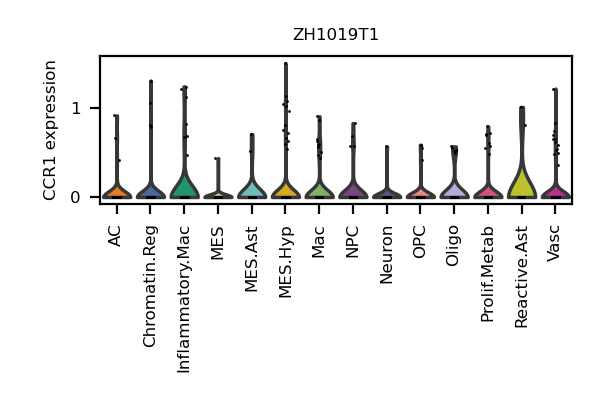 ZH1019T1
CCR1 expression
1
0
AC
Chromatin.Reg
Inflammatory.Mac
MES
MES.Ast
MES.Hyp
Mac
NPC
Neuron
OPC
Oligo
Prolif.Metab
Reactive.Ast
Vasc